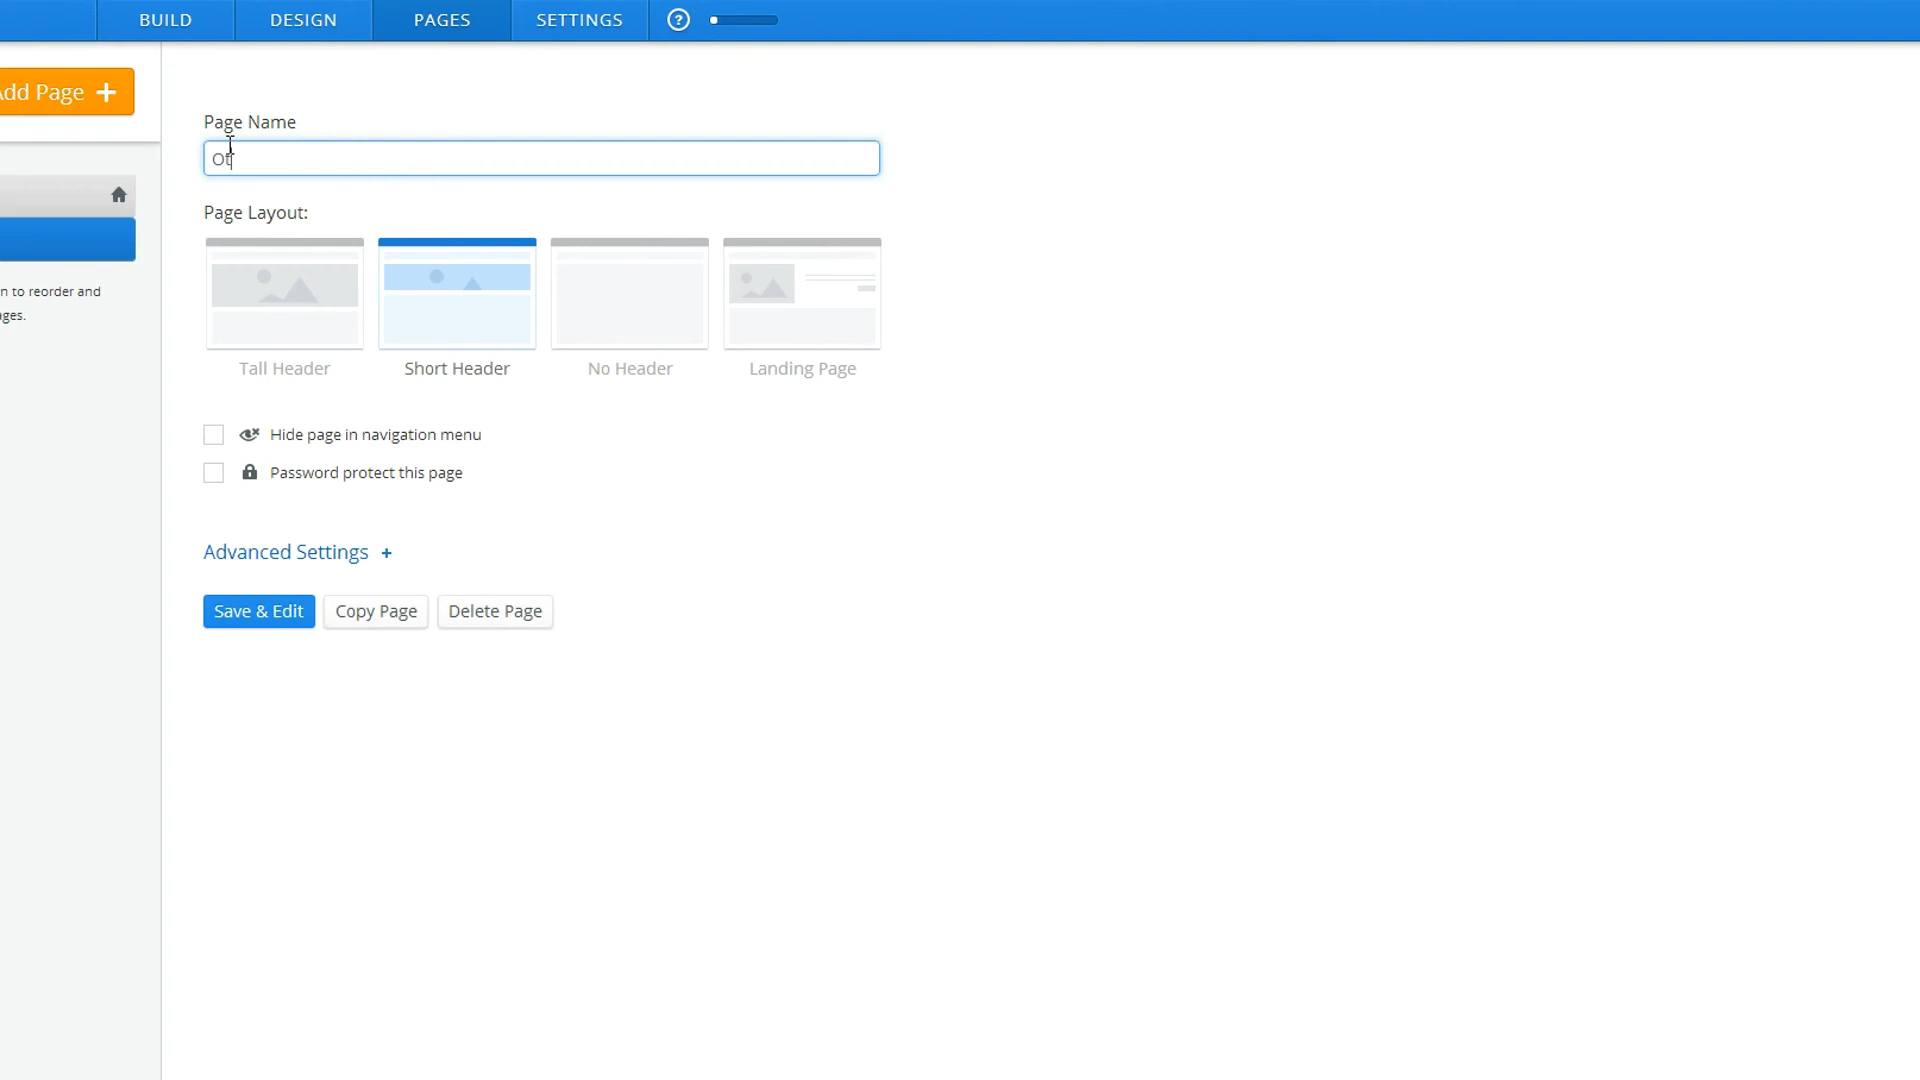 BUILD DESIGN PAGES SETTINGS ?
Add Page +
n to reorder and
ages.
Page Name
Ot
Page Layout:
Tall Header Short Header No Header Landing Page
Hide page in navigation menu
Password protect this page
Advanced Settings +
Save & Edit Copy Page Delete Page